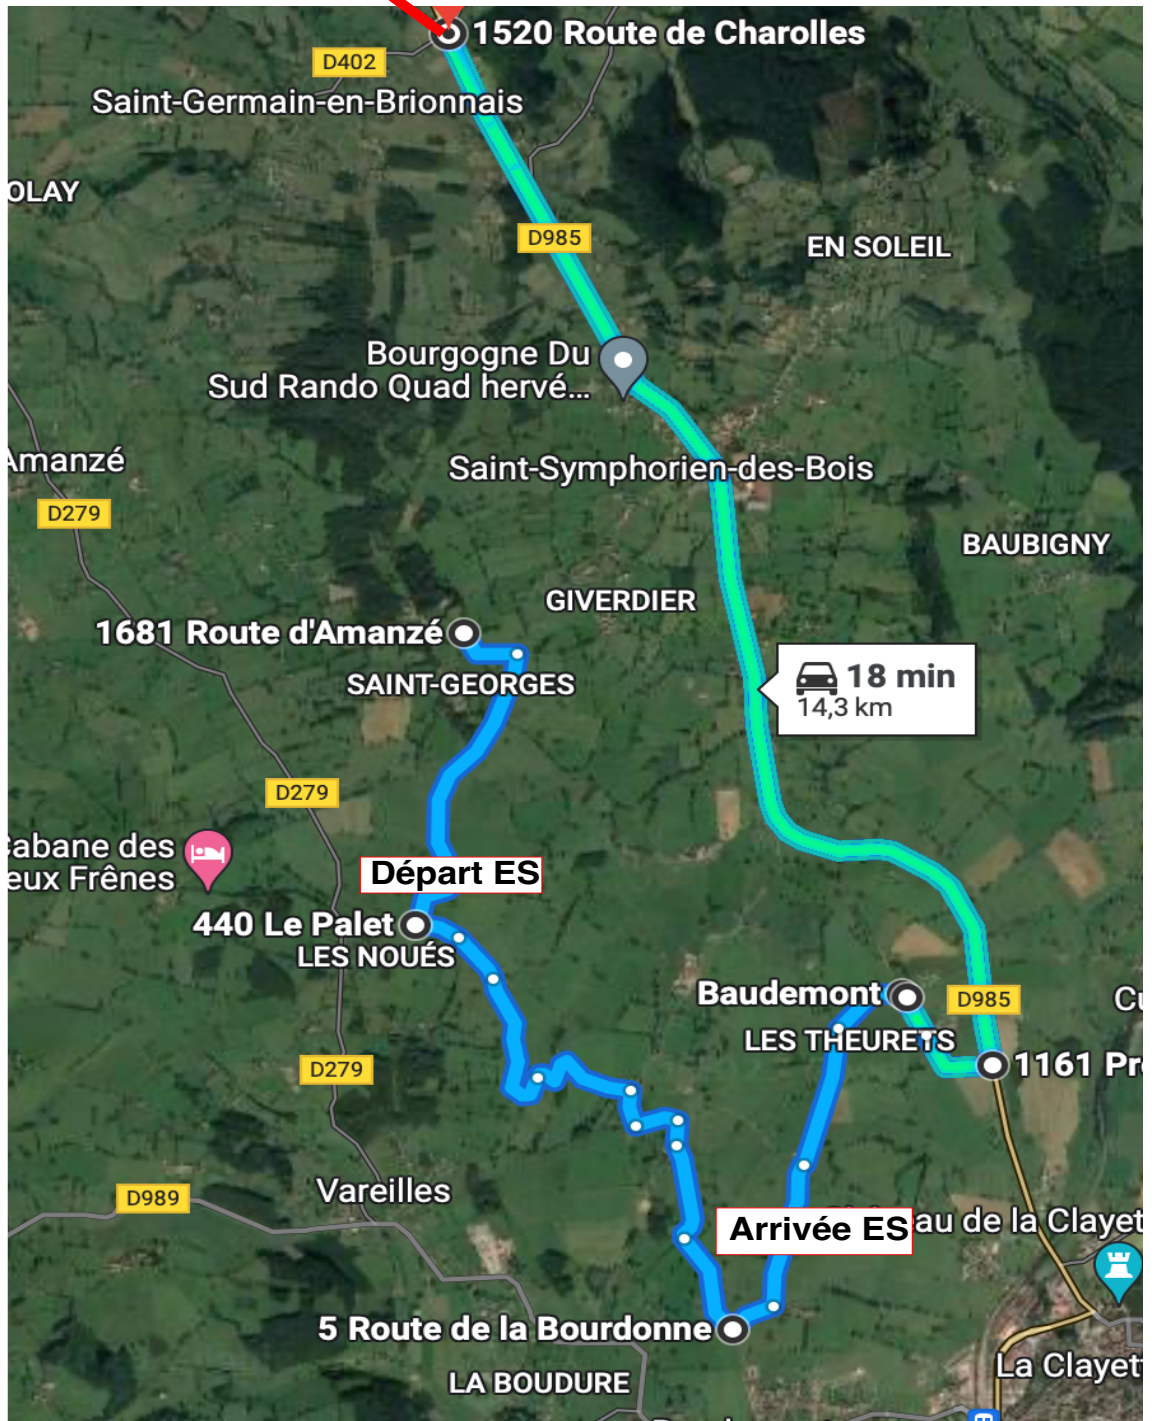 1520 Route de Charolles
D402
Saint-Germain-en-Brionnais
OLAY
D985
EN SOLEIL
Bourgogne Du
Sud Rando Quad hervé...
Amanzé
Saint-Symphorien-des-Bois
D279
BAUBIGNY
GIVERDIER
1681 Route d'Amanzé
SAINT-GEORGES
18 min
14,3 km
D279
abane des
eux Frênes
Départ ES
440 Le Palet
LES NOUÉS
Baudemont
D985
LES THEURETS
1161 Pr
D279
Vareilles
D989
Arrivée ES
eau de la Clayet
5 Route de la Bourdonne
La Clayet
LA BOUDURE